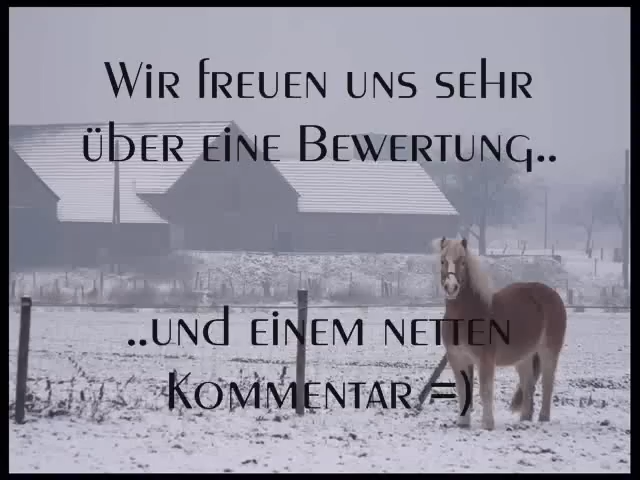 Wir freuen uns sehr
über eine Bewertung..
..und einem netten
Kommentar =)